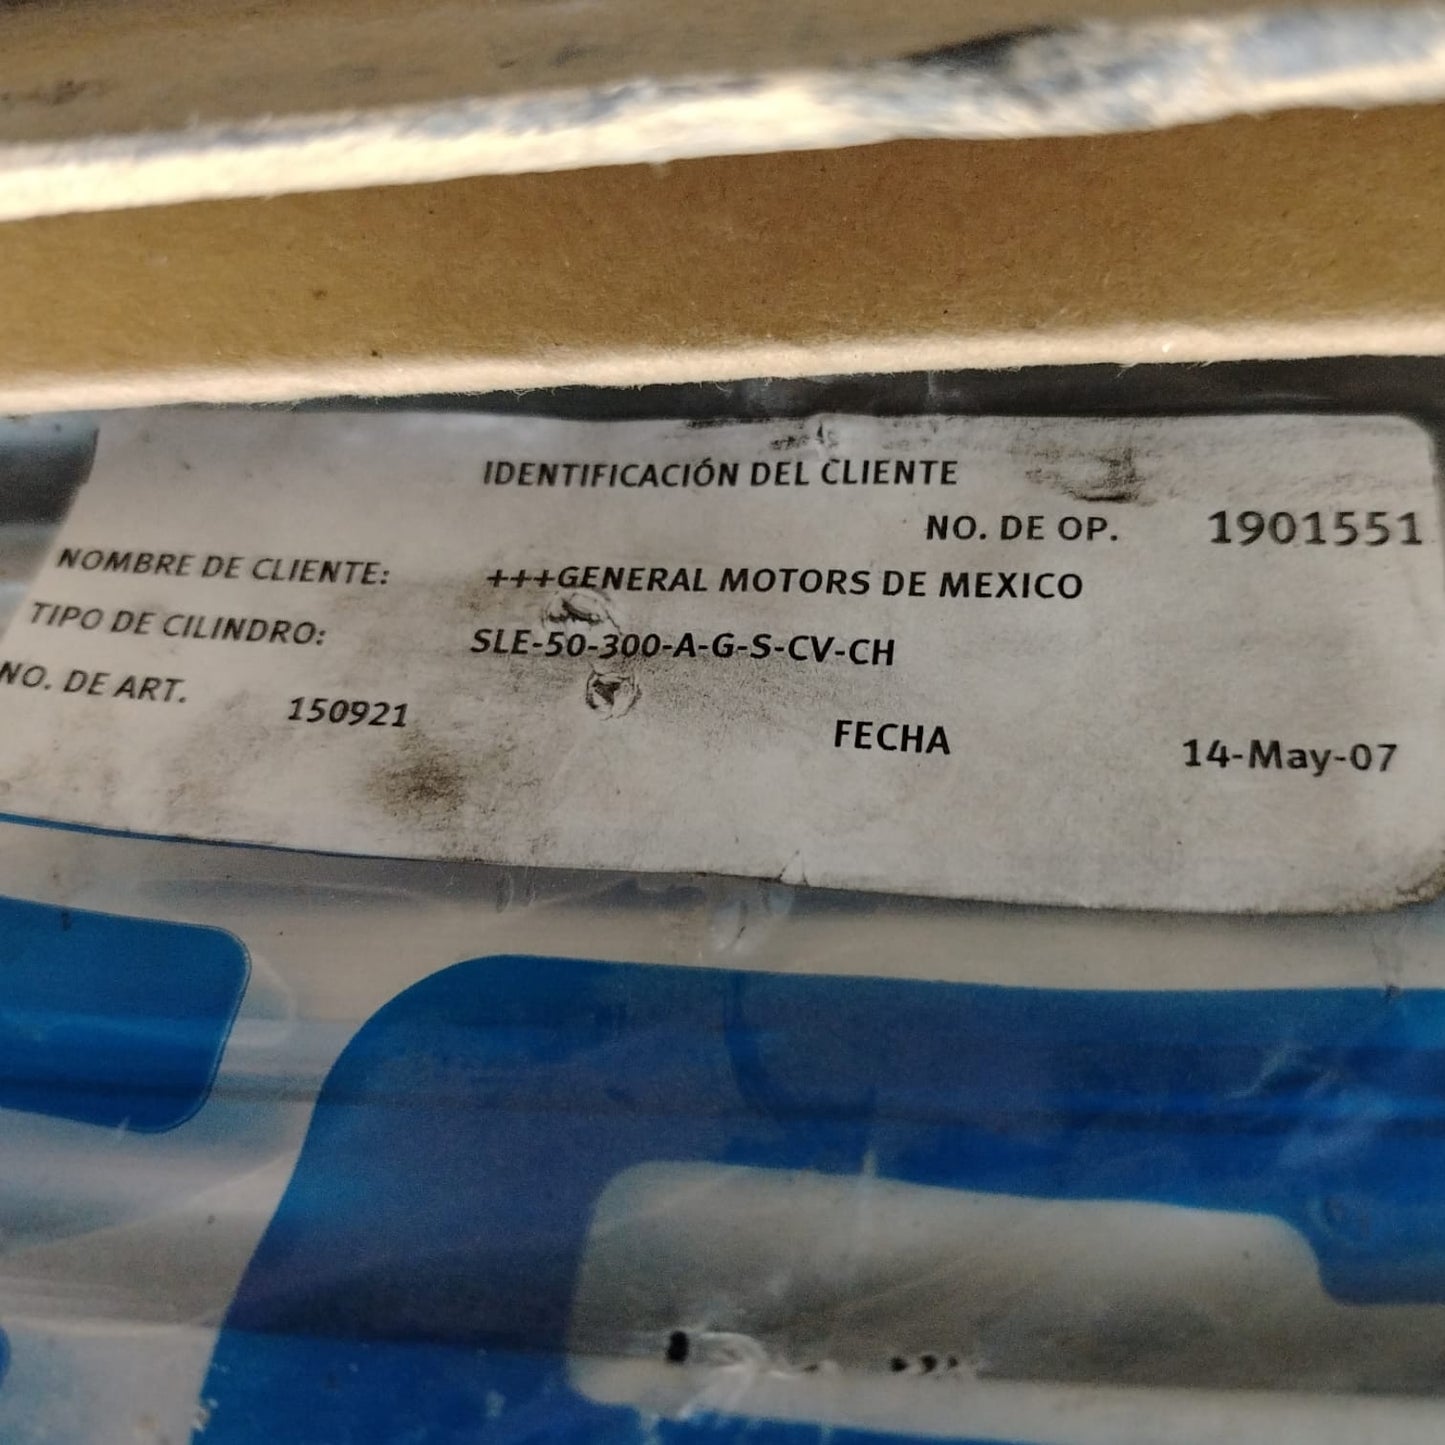 IDENTIFICACIÓN DEL CLIENTE
NO. DE OP. 1901551
NOMBRE DE CLIENTE: +++GENERAL MOTORS DE MEXICO
TIPO DE CILINDRO: SLE-50-300-A-G-S-CV-CH
NO. DE ART. 150921
FECHA 14-May-07